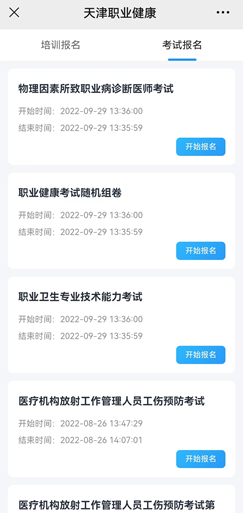 天津职业健康
培训报名 考试报名
物理因素所致职业病诊断医师考试
开始时间：2022-09-29 13:36:00
结束时间：2022-09-29 13:35:59
开始报名
职业健康考试随机组卷
开始时间：2022-09-29 13:36:00
结束时间：2022-09-29 13:35:59
开始报名
职业卫生专业技术能力考试
开始时间：2022-09-29 13:36:00
结束时间：2022-09-29 13:35:59
开始报名
医疗机构放射工作管理人员工伤预防考试
开始时间：2022-08-26 13:47:29
结束时间：2022-08-26 14:07:01
开始报名
医疗机构放射工作管理人员工伤预防考试第